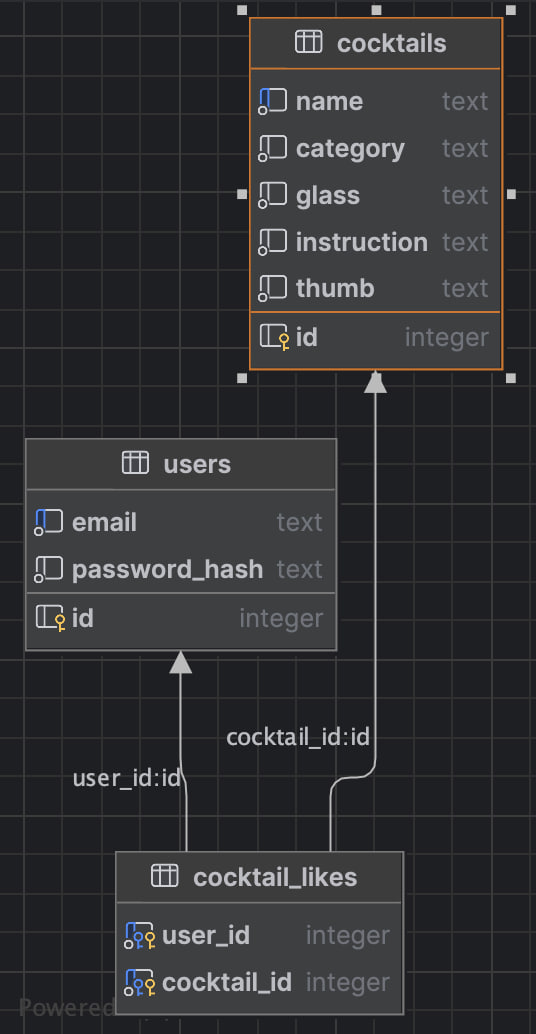 cocktails
name text
category text
glass text
instruction text
thumb text
id integer
users
email text
password_hash text
id integer
cocktail_id:id
user_id:id
cocktail_likes
user_id integer
cocktail_id integer
Powered